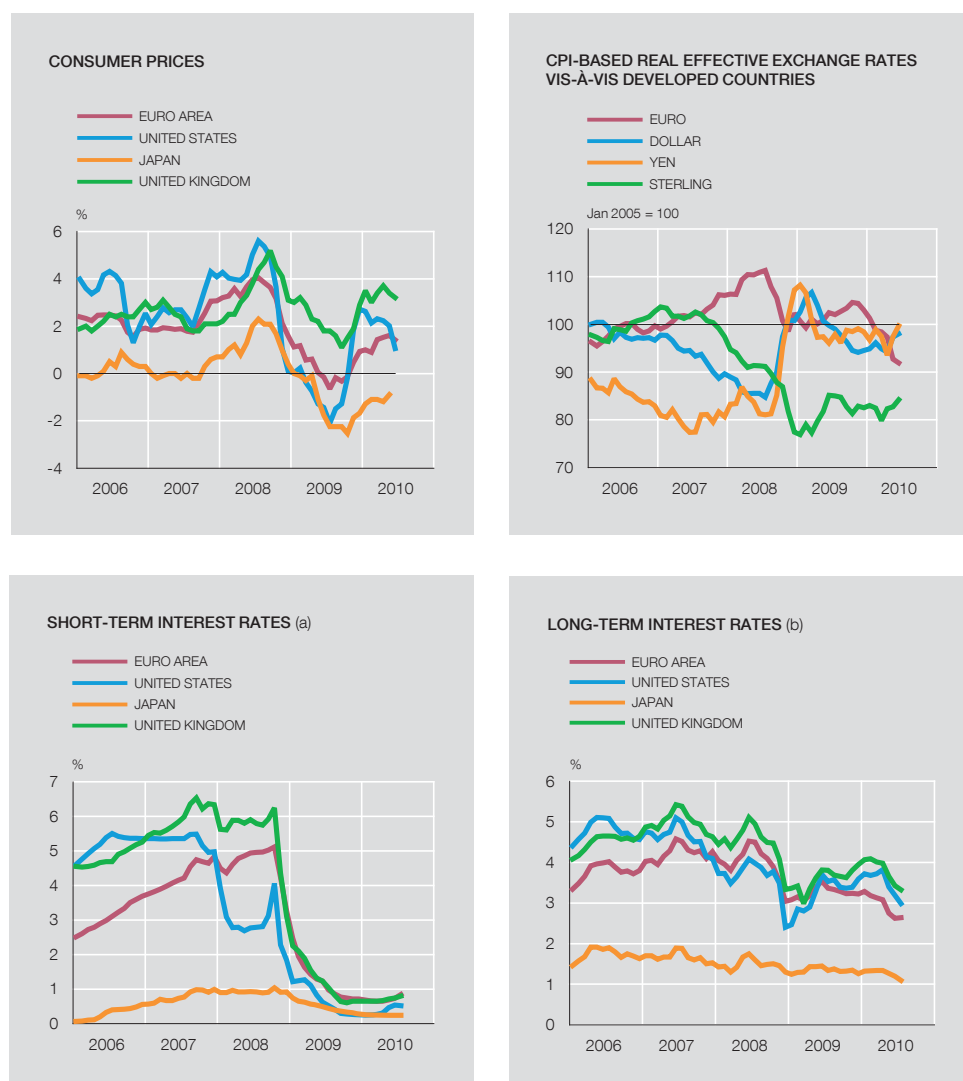 CONSUMER PRICES
EURO AREA
UNITED STATES
JAPAN
UNITED KINGDOM
%
6
4
2
0
-2
-4
2006 2007 2008 2009 2010
CPI-BASED REAL EFFECTIVE EXCHANGE RATES
VIS-À-VIS DEVELOPED COUNTRIES
EURO
DOLLAR
YEN
STERLING
Jan 2005 = 100
120
110
100
90
80
70
2006 2007 2008 2009 2010
SHORT-TERM INTEREST RATES (a)
EURO AREA
UNITED STATES
JAPAN
UNITED KINGDOM
%
7
6
5
4
3
2
1
0
2006 2007 2008 2009 2010
LONG-TERM INTEREST RATES (b)
EURO AREA
UNITED STATES
JAPAN
UNITED KINGDOM
%
6
5
4
3
2
1
0
2006 2007 2008 2009 2010